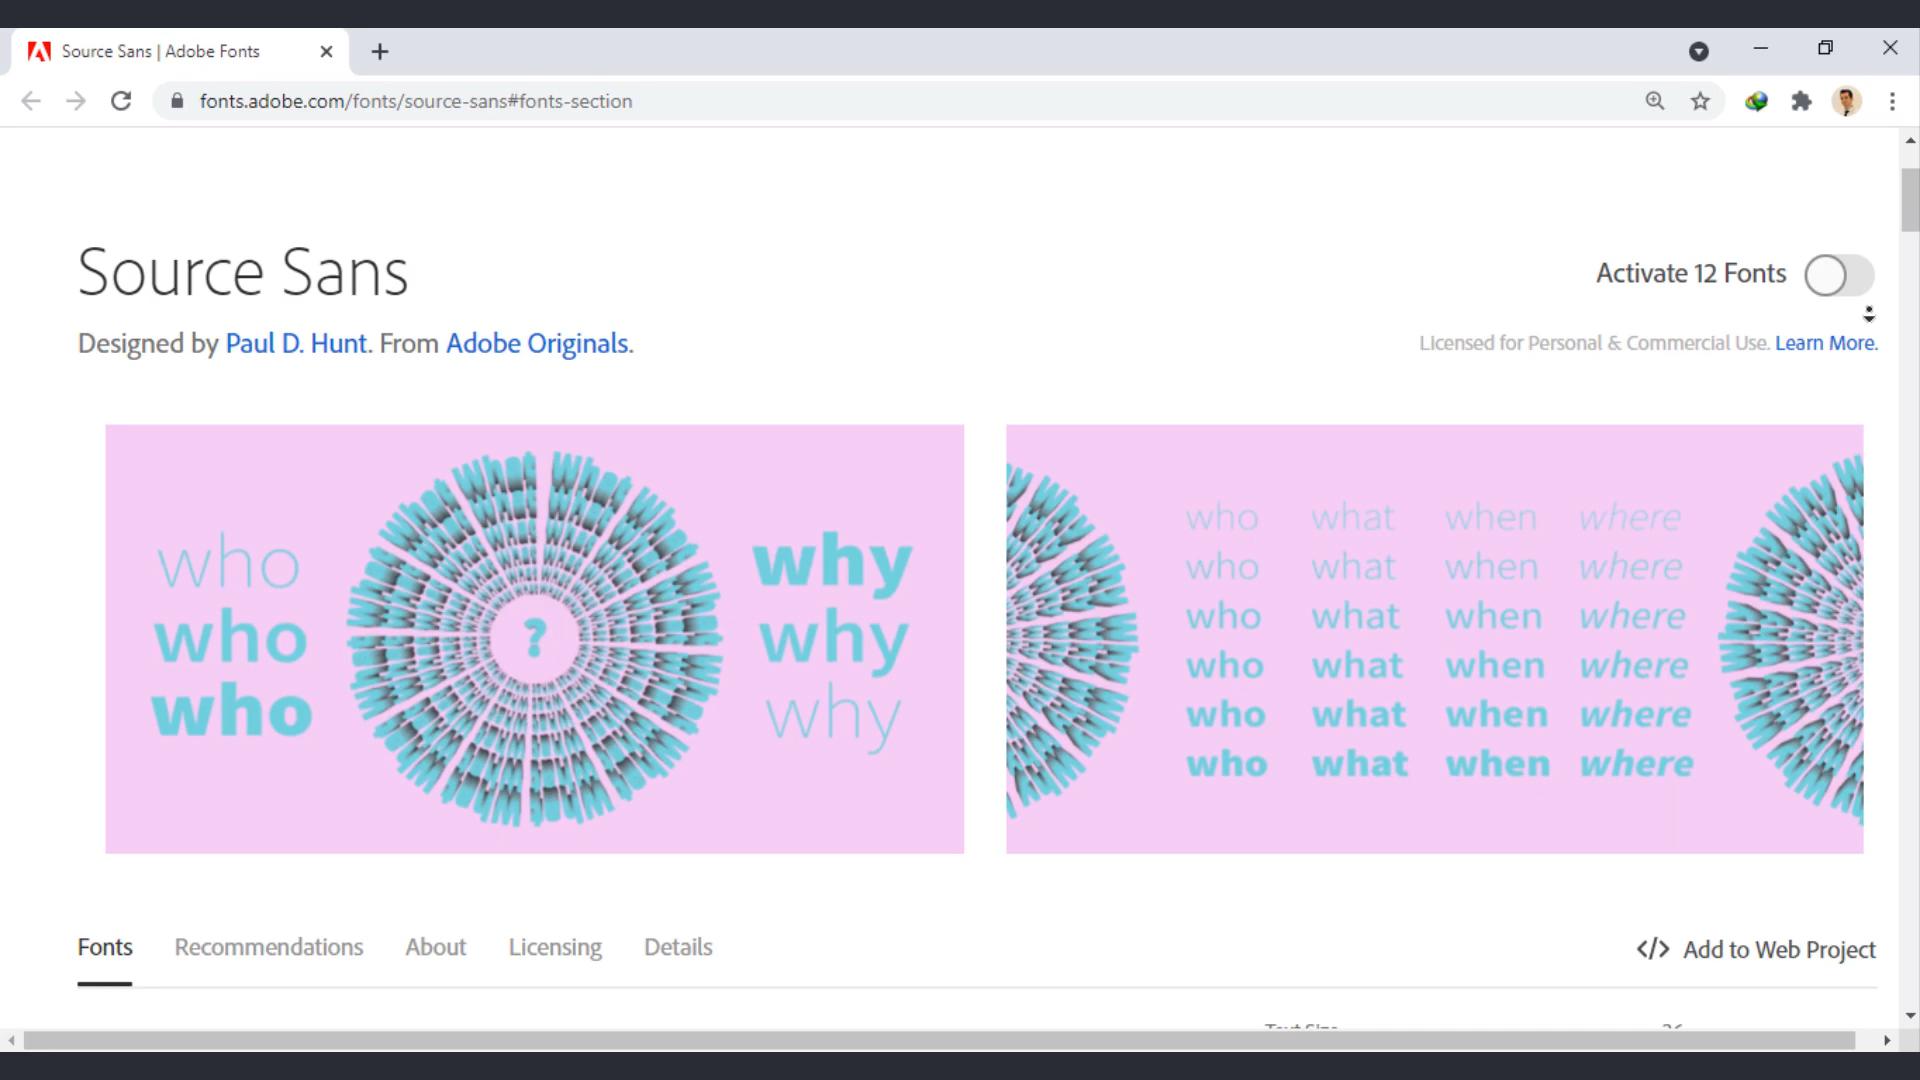 Source Sans | Adobe Fonts
fonts.adobe.com/fonts/source-sans#fonts-section
Source Sans
Activate 12 Fonts
Designed by Paul D. Hunt. From Adobe Originals.
Licensed for Personal & Commercial Use. Learn More.
who
who
who
?
why
why
why
who what when where
who what when where
who what when where
who what when where
who what when where
who what when where
Fonts Recommendations About Licensing Details
</> Add to Web Project
Text Size